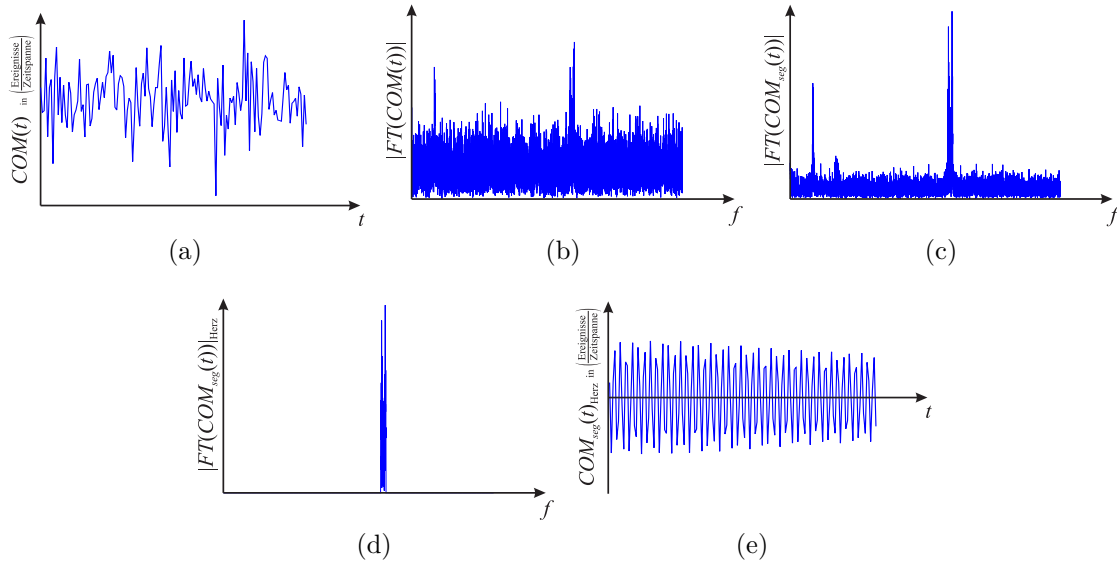 COM(t) in (Ereignisse/Zeitspanne)
t
(a)
|FT(COM(t))|
f
(b)
|FT(COM_seg(t))|
f
(c)
|FT(COM_seg(t))|_Herz
f
(d)
COM_seg(t)_Herz in (Ereignisse/Zeitspanne)
t
(e)